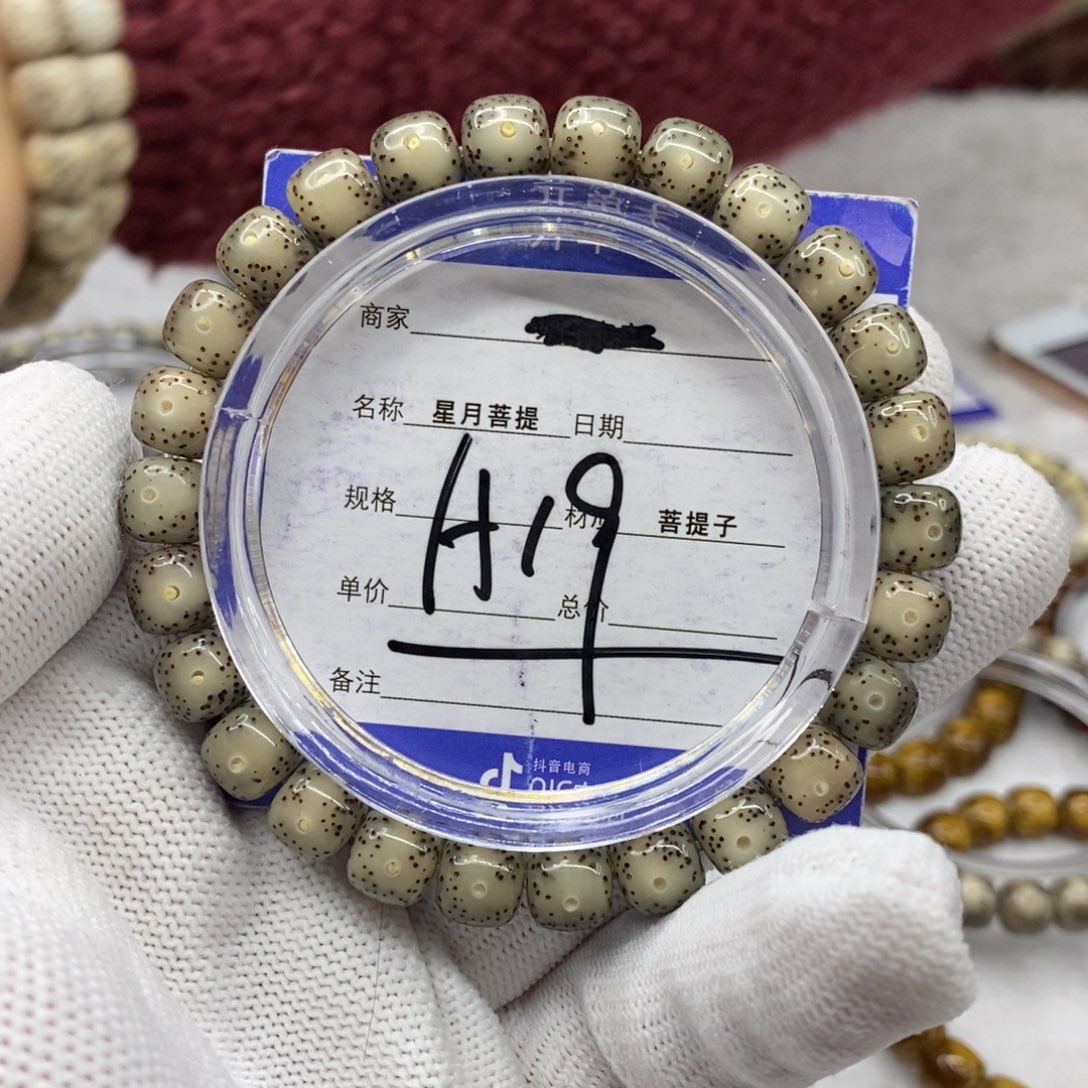 商家
名称 星月菩提 日期
规格 材 菩提子
H19
单价 总价
备注
抖音电商